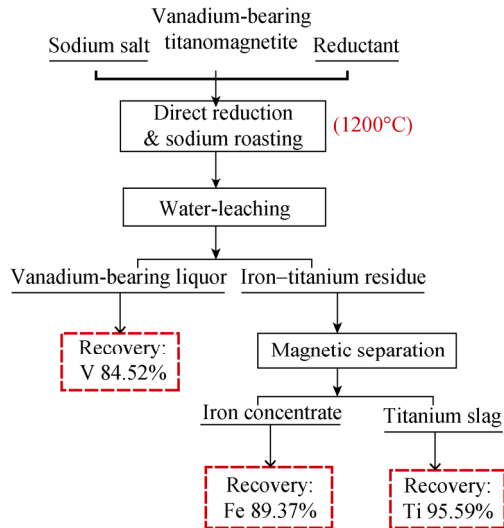 Vanadium-bearing
titanomagnetite
Sodium salt
Reductant
Direct reduction
& sodium roasting
(1200°C)
Water-leaching
Vanadium-bearing liquor
Iron–titanium residue
Recovery:
V 84.52%
Magnetic separation
Iron concentrate
Titanium slag
Recovery:
Fe 89.37%
Recovery:
Ti 95.59%